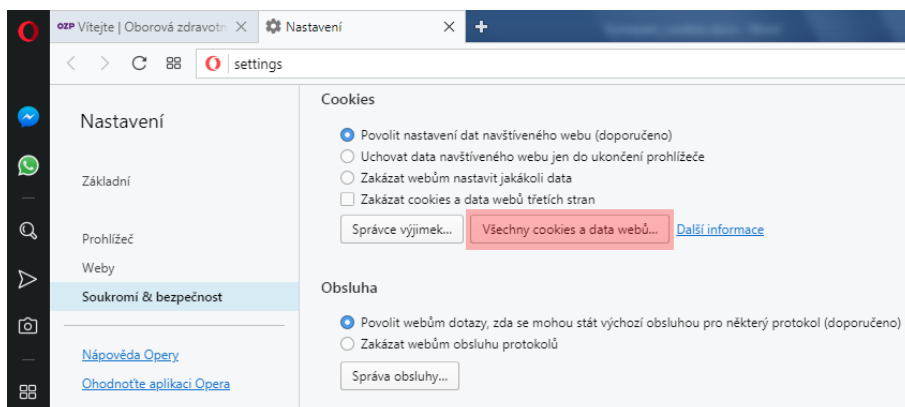 ozp Vítejte | Oborová zdravotn
Nastavení
settings
Nastavení
Základní
Prohlížeč
Weby
Soukromí & bezpečnost
Nápověda Opery
Ohodnoťte aplikaci Opera
Cookies
Povolit nastavení dat navštíveného webu (doporučeno)
Uchovat data navštíveného webu jen do ukončení prohlížeče
Zakázat webům nastavit jakákoli data
Zakázat cookies a data webů třetích stran
Správce výjimek... Všechny cookies a data webů... Další informace
Obsluha
Povolit webům dotazy, zda se mohou stát výchozí obsluhou pro některý protokol (doporučeno)
Zakázat webům obsluhu protokolů
Správa obsluhy...